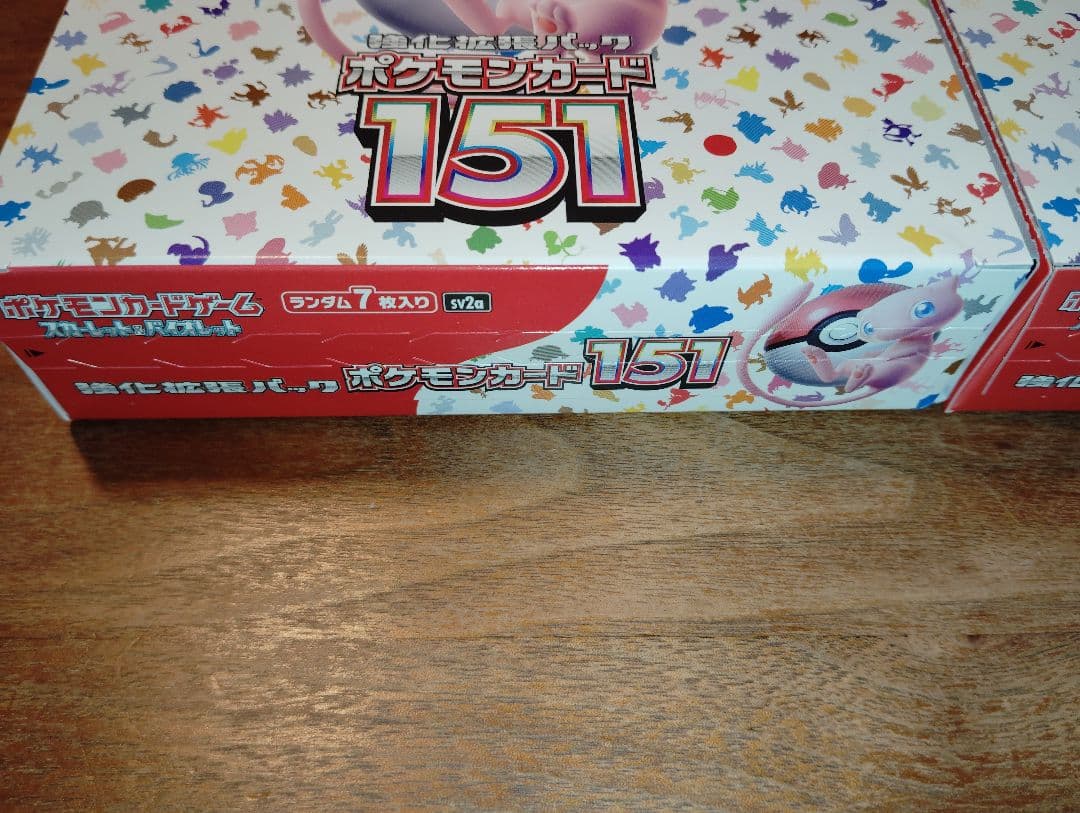 強化拡張パック
ポケモンカード
151
ポケモンカードゲーム
スカーレット&バイオレット
ランダム7枚入り sv2a
強化拡張パック ポケモンカード151
強化